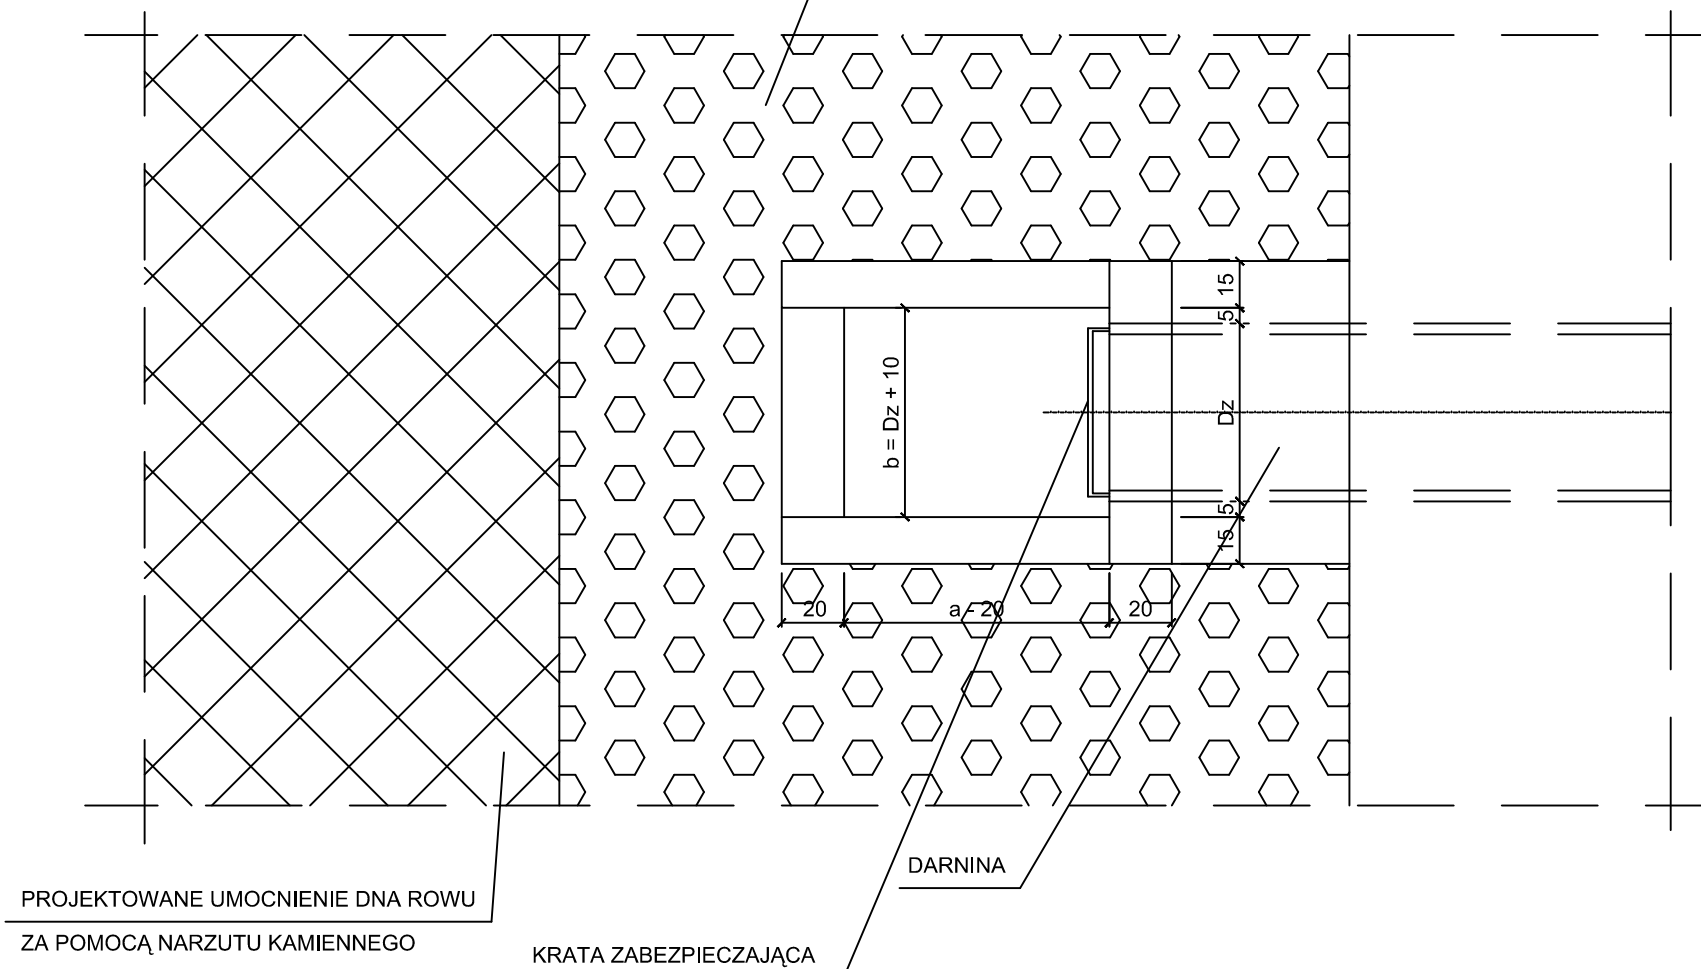 15
5
b = Dz + 10
Dz
5
15
20
a - 20
20
DARNINA
PROJEKTOWANE UMOCNIENIE DNA ROWU
ZA POMOCĄ NARZUTU KAMIENNEGO
KRATA ZABEZPIECZAJĄCA